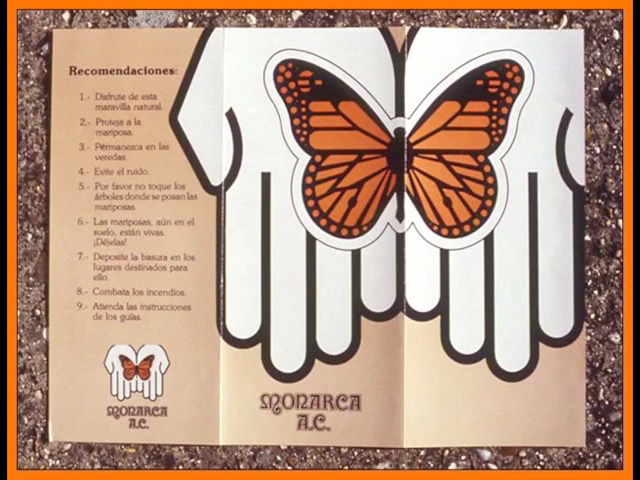 Recomendaciones:
1.- Disfrute de esta
maravilla natural.
2.- Proteja a la
mariposa.
3.- Permanezca en las
veredas.
4.- Evite el ruido.
5.- Por favor no toque los
árboles donde se posan las
mariposas.
6.- Las mariposas, aún en el
suelo, están vivas.
¡Déjelas!
7.- Deposite la basura en los
lugares destinados para
ello.
8.- Combata los incendios.
9.- Atienda las instrucciones
de los guías.
MONARCA
A.C.
MONARCA
A.C.